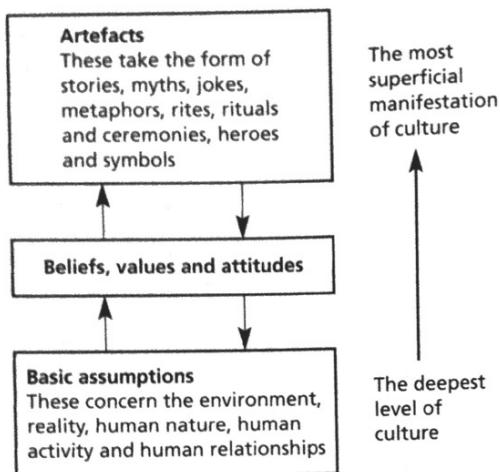 Artefacts
These take the form of
stories, myths, jokes,
metaphors, rites, rituals
and ceremonies, heroes
and symbols
The most
superficial
manifestation
of culture
Beliefs, values and attitudes
Basic assumptions
These concern the environment,
reality, human nature, human
activity and human relationships
The deepest
level of
culture